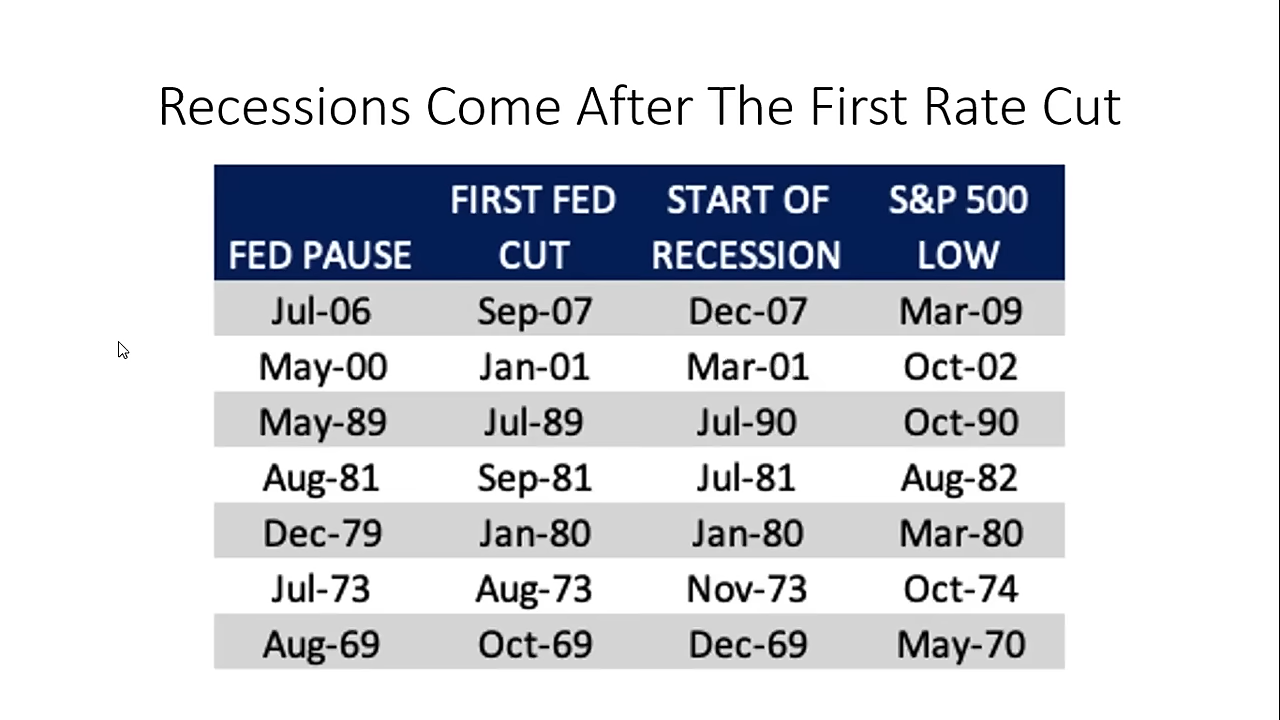 Recessions Come After The First Rate Cut
FIRST FED START OF S&P 500
FED PAUSE CUT RECESSION LOW
Jul-06 Sep-07 Dec-07 Mar-09
May-00 Jan-01 Mar-01 Oct-02
May-89 Jul-89 Jul-90 Oct-90
Aug-81 Sep-81 Jul-81 Aug-82
Dec-79 Jan-80 Jan-80 Mar-80
Jul-73 Aug-73 Nov-73 Oct-74
Aug-69 Oct-69 Dec-69 May-70